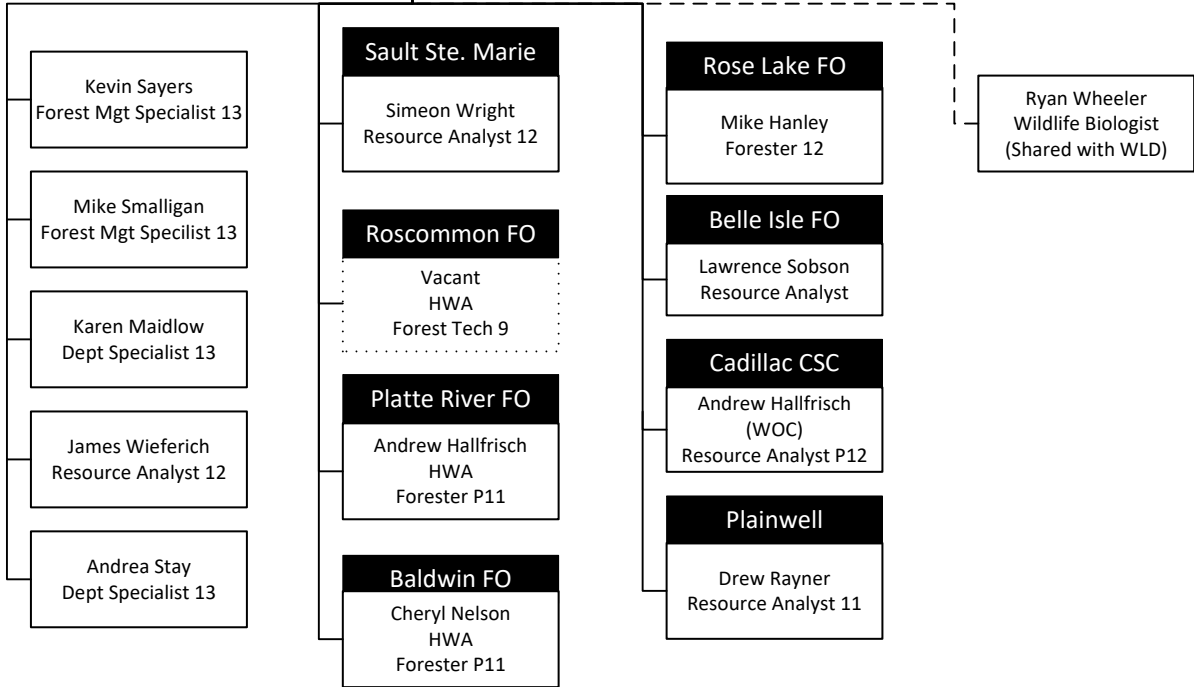 Kevin Sayers
Forest Mgt Specialist 13
Mike Smalligan
Forest Mgt Specilist 13
Karen Maidlow
Dept Specialist 13
James Wieferich
Resource Analyst 12
Andrea Stay
Dept Specialist 13
Sault Ste. Marie
Simeon Wright
Resource Analyst 12
Roscommon FO
Vacant
HWA
Forest Tech 9
Platte River FO
Andrew Hallfrisch
HWA
Forester P11
Baldwin FO
Cheryl Nelson
HWA
Forester P11
Rose Lake FO
Mike Hanley
Forester 12
Belle Isle FO
Lawrence Sobson
Resource Analyst
Cadillac CSC
Andrew Hallfrisch
(WOC)
Resource Analyst P12
Plainwell
Drew Rayner
Resource Analyst 11
Ryan Wheeler
Wildlife Biologist
(Shared with WLD)